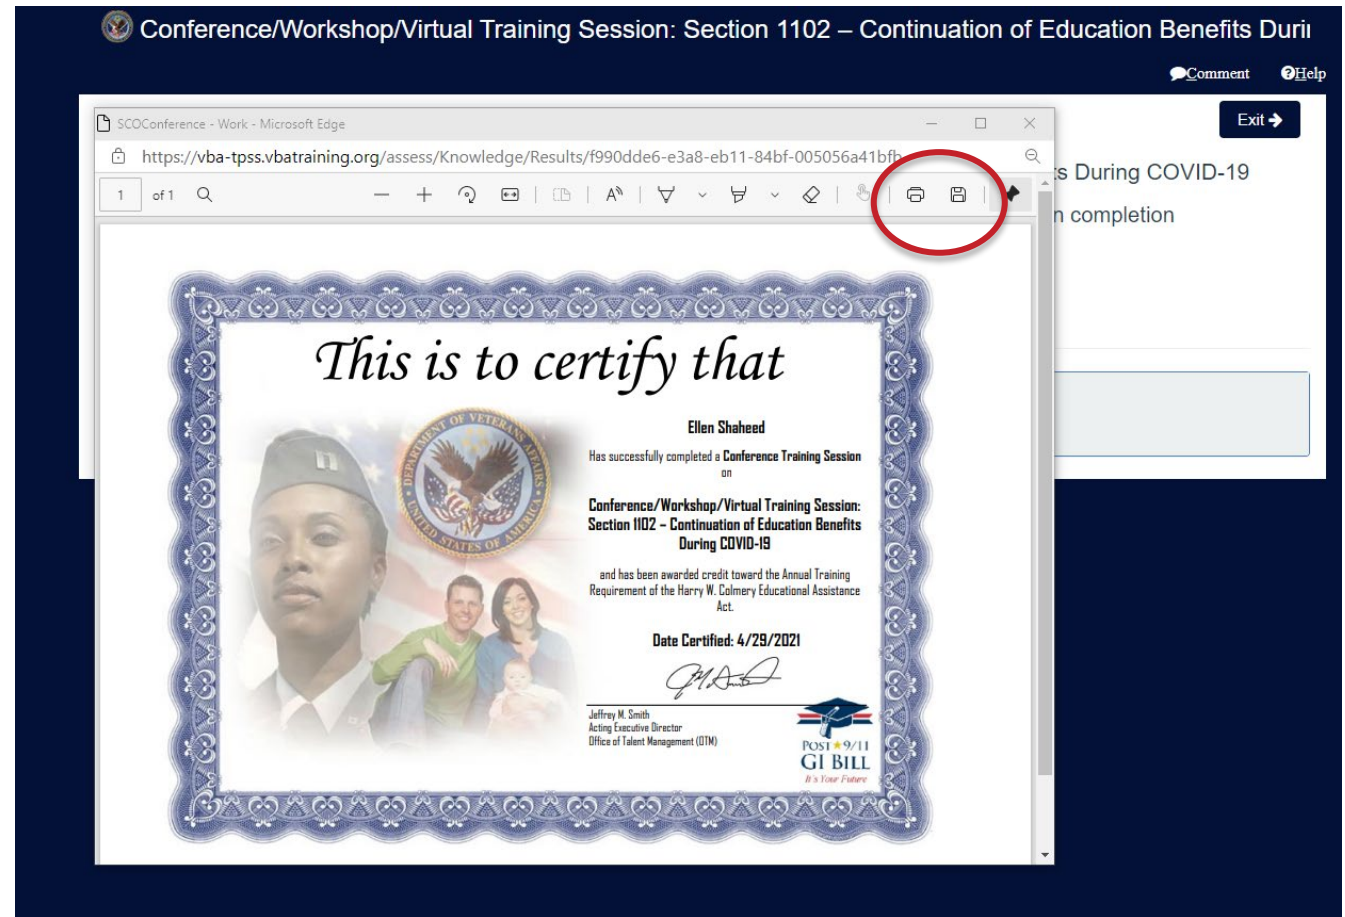 Conference/Workshop/Virtual Training Session: Section 1102 – Continuation of Education Benefits
Comment Help
Exit
SCOConference - Work - Microsoft Edge
https://vba-tpss.vbatraining.org/assess/Knowledge/Results/f990dde6-e3a8-eb11-84bf-005056a41bfb
During COVID-19
1 of 1
completion
This is to certify that
DEPARTMENT OF VETERANS AFFAIRS
UNITED STATES OF AMERICA
Ellen Shaheed
Has successfully completed a Conference Training Session
on
Conference/Workshop/Virtual Training Session:
Section 1102 – Continuation of Education Benefits
During COVID-19
and has been awarded credit toward the Annual Training
Requirement of the Harry W. Colmery Educational Assistance
Act.
Date Certified: 4/29/2021
Jeffrey M. Smith
Acting Executive Director
Office of Talent Management (OTM)
POST 9/11
GI BILL
It's Your Future